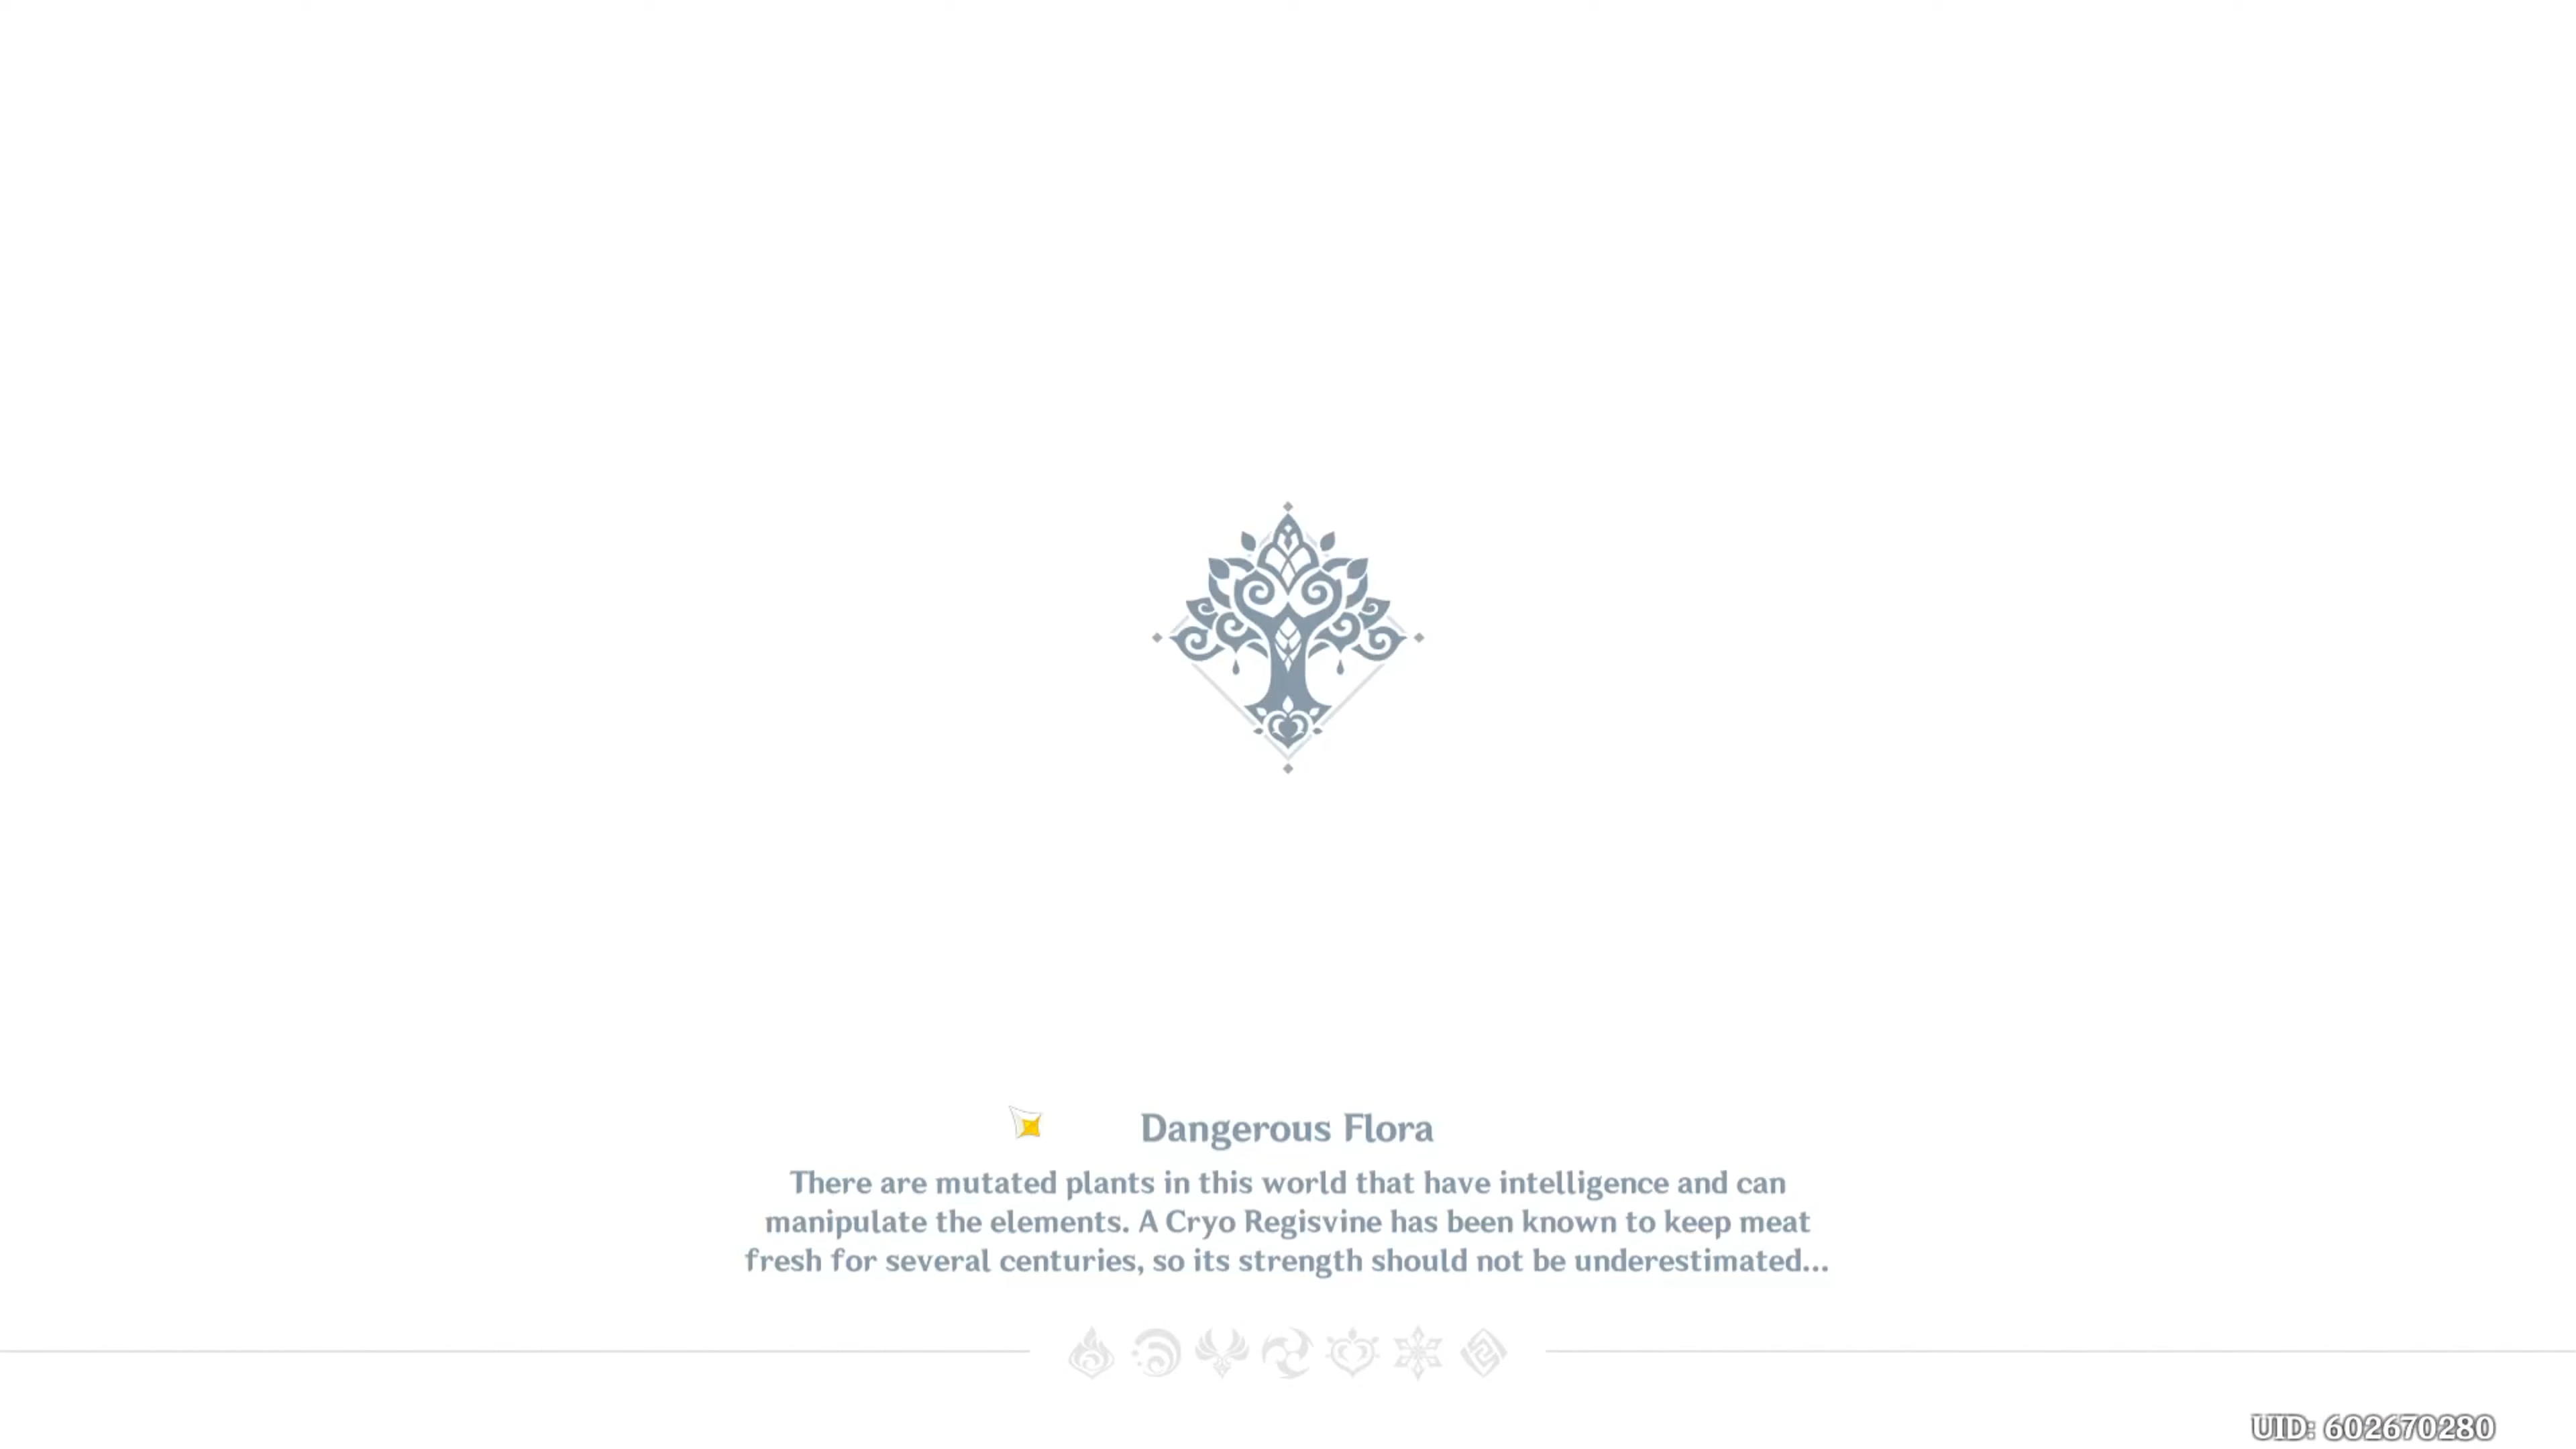 Dangerous Flora
There are mutated plants in this world that have intelligence and can
manipulate the elements. A Cryo Regisvine has been known to keep meat
fresh for several centuries, so its strength should not be underestimated...
UID: 602670280